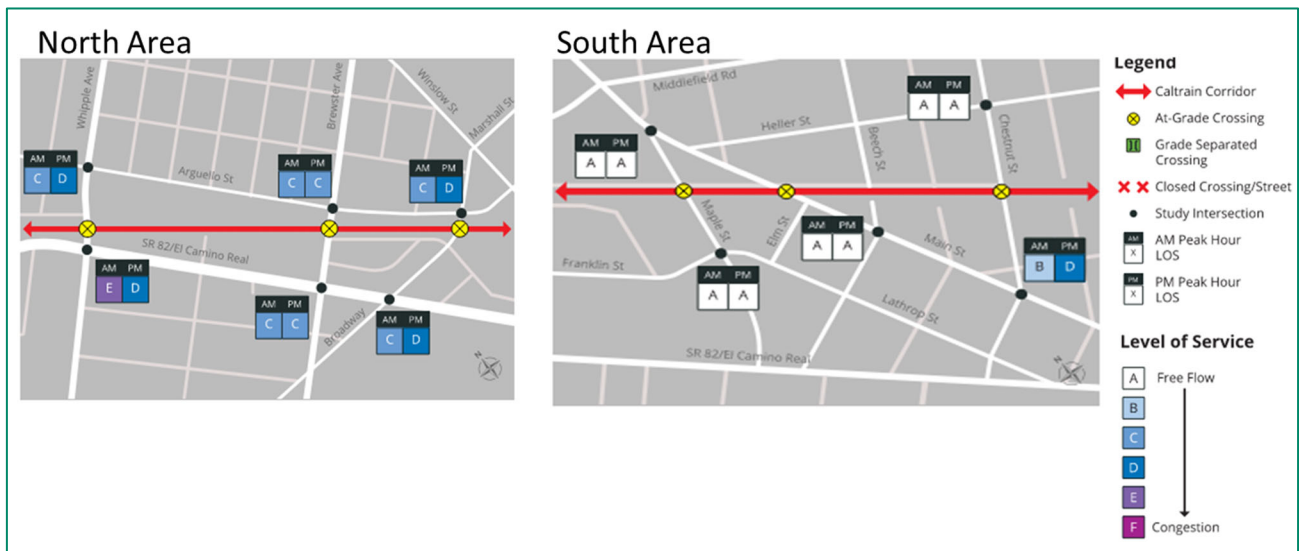 North Area
South Area
Whipple Ave
Brewster Ave
Winslow St
Marshall St
AM PM
C D
Arguello St
AM PM
C C
AM PM
C D
SR 82/El Camino Real
AM PM
E D
AM PM
C C
Broadway
AM PM
C D
N
Middlefield Rd
AM PM
A A
Heller St
Beech St
Chestnut St
AM PM
A A
Maple St
Elm St
AM PM
A A
Main St
AM PM
B D
Franklin St
AM PM
A A
Lathrop St
SR 82/El Camino Real
N
Legend
Caltrain Corridor
At-Grade Crossing
Grade Separated
Crossing
Closed Crossing/Street
Study Intersection
AM
X
AM Peak Hour
LOS
PM
X
PM Peak Hour
LOS
Level of Service
A Free Flow
B
C
D
E
F Congestion